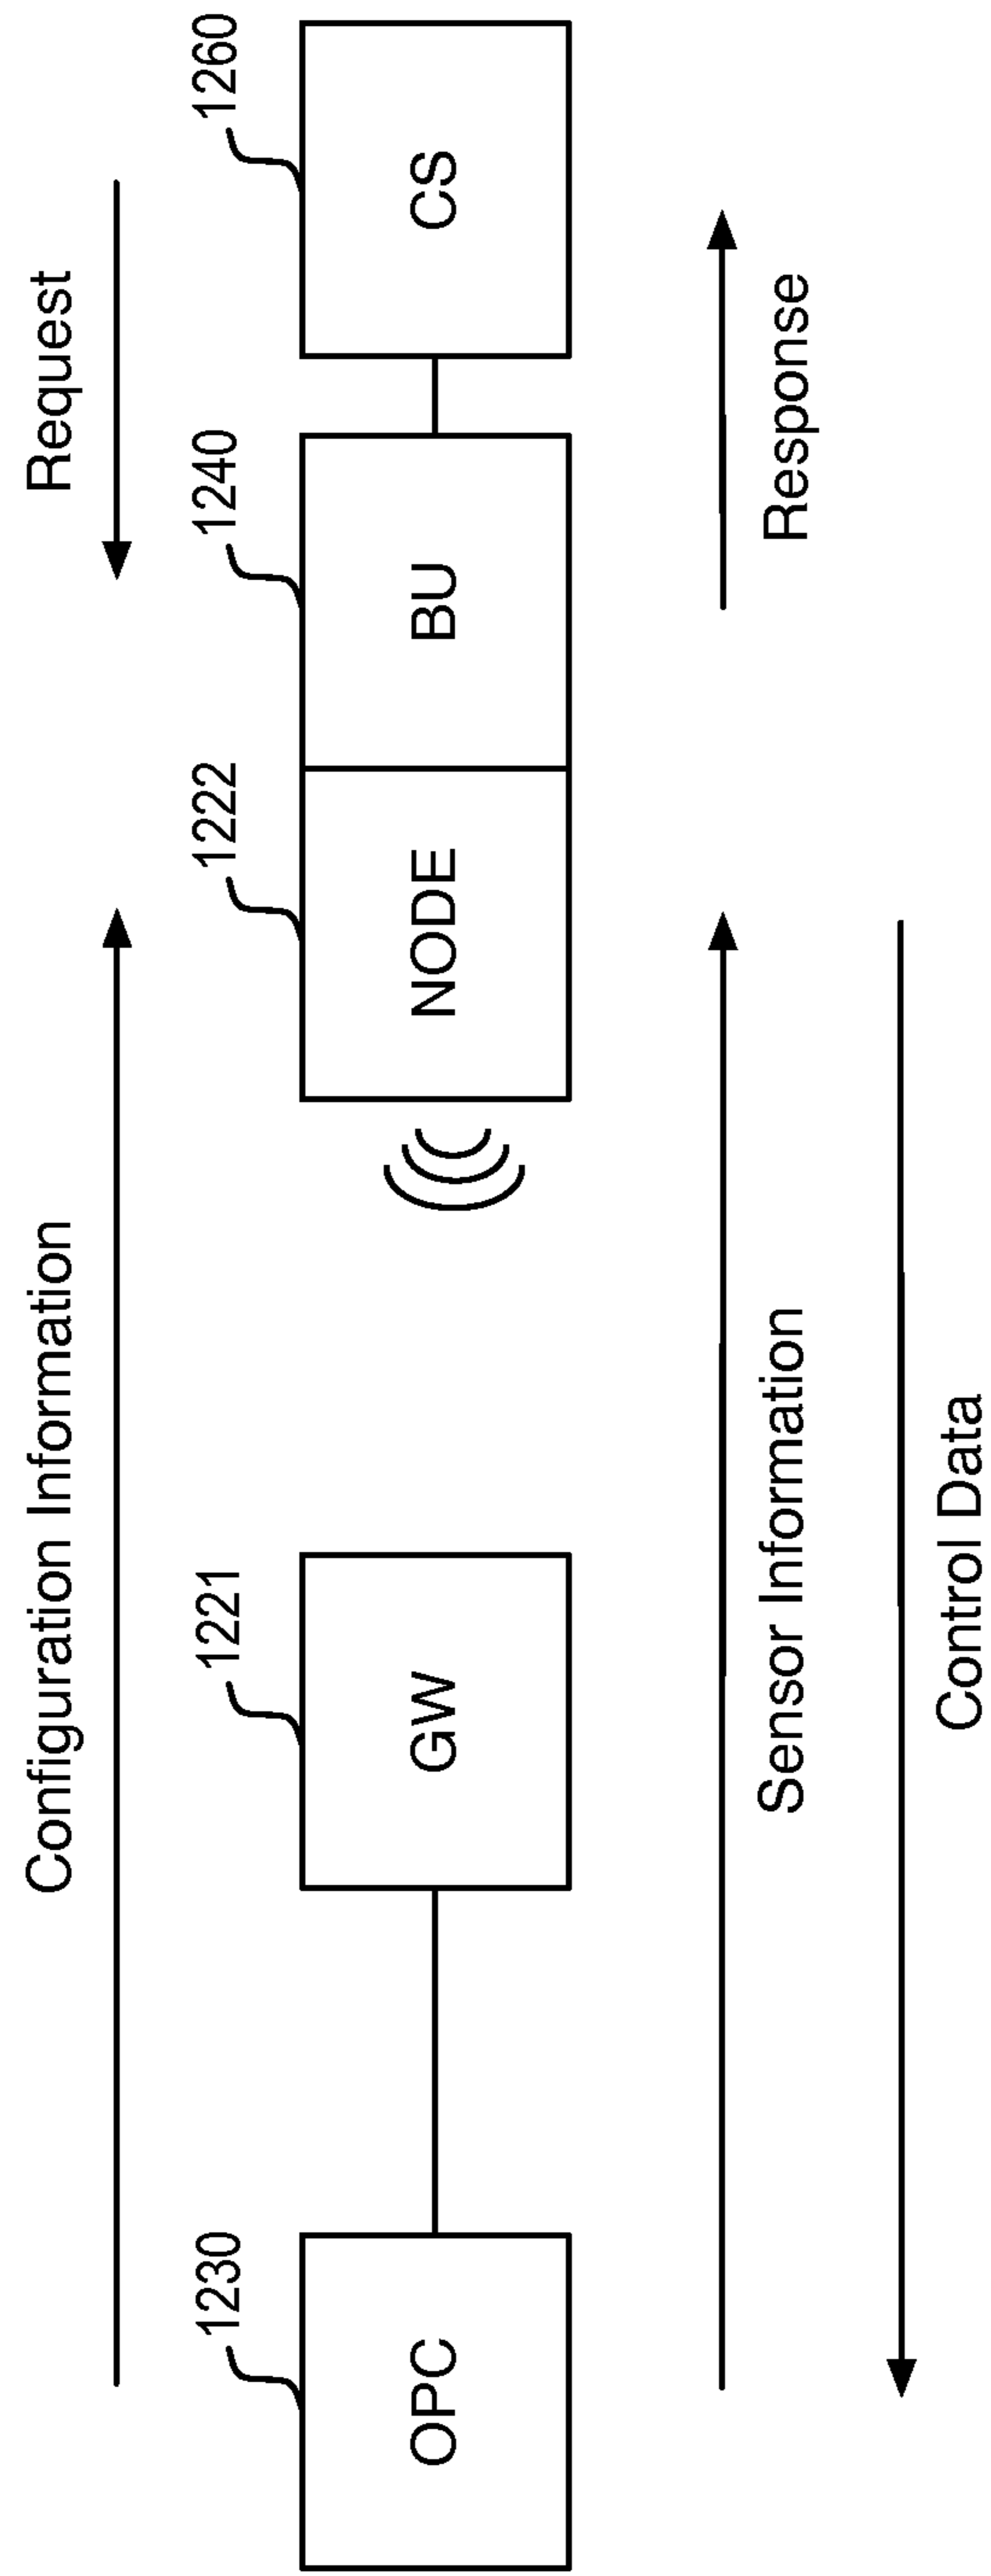 Configuration Information
Request
1230
1221
1222
1240
1260
OPC
GW
NODE
BU
CS
Sensor Information
Response
Control Data